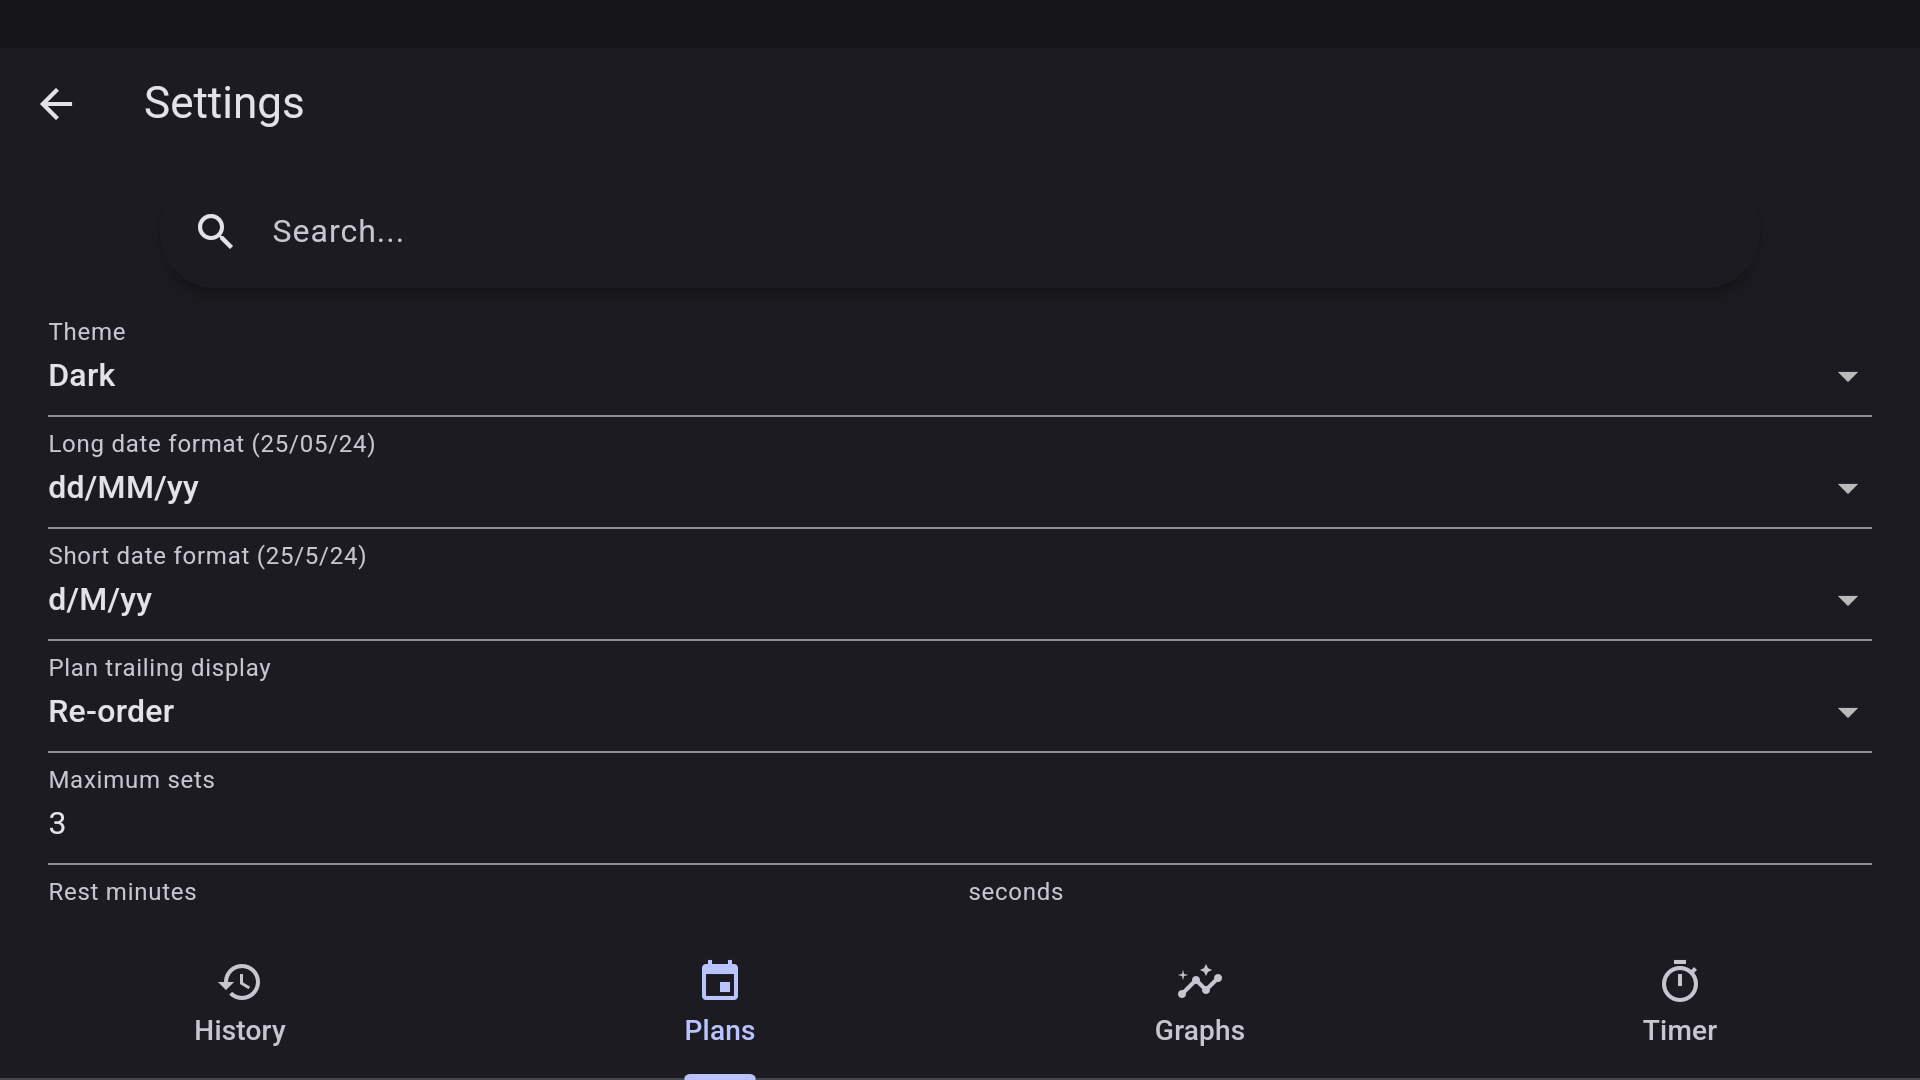 Settings
Search...
Theme
Dark
Long date format (25/05/24)
dd/MM/yy
Short date format (25/5/24)
d/M/yy
Plan trailing display
Re-order
Maximum sets
3
Rest minutes seconds
History Plans Graphs Timer